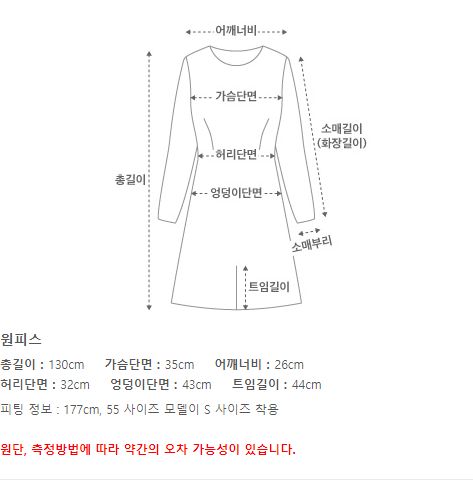 어깨너비
가슴단면
소매길이
(화장길이)
허리단면
총길이
엉덩이단면
소매부리
트임길이
원피스
총길이 : 130cm 가슴단면 : 35cm 어깨너비 : 26cm
허리단면 : 32cm 엉덩이단면 : 43cm 트임길이 : 44cm
피팅 정보 : 177cm, 55 사이즈 모델이 S 사이즈 착용
원단, 측정방법에 따라 약간의 오차 가능성이 있습니다.